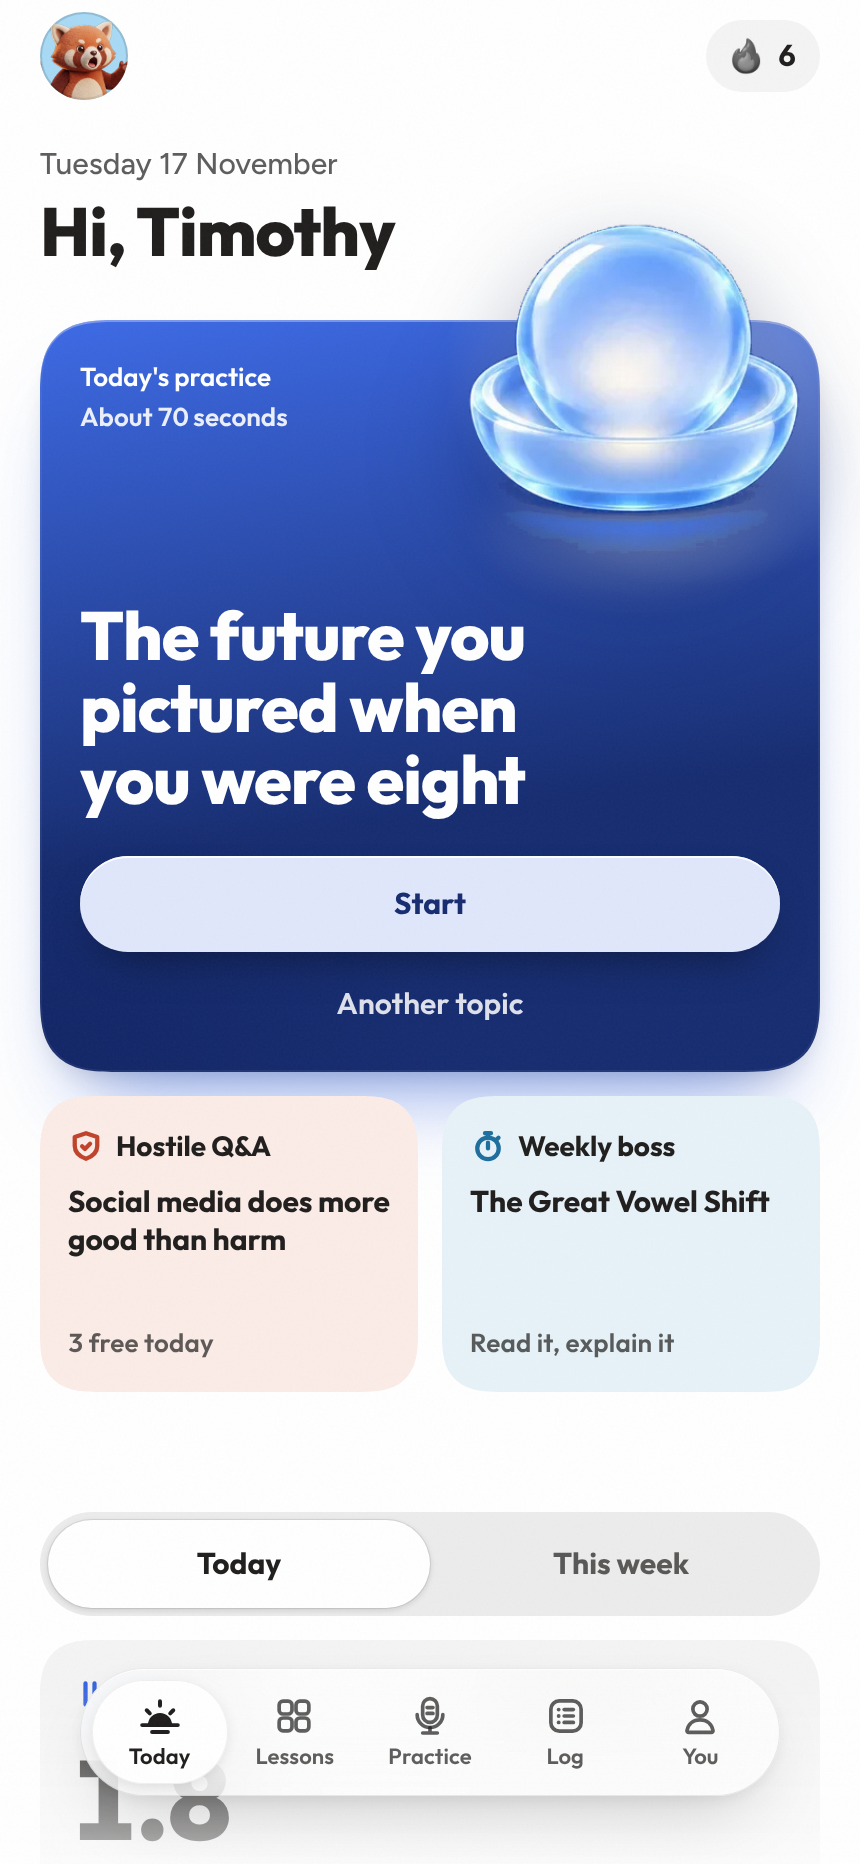 6
Tuesday 17 November
Hi, Timothy
Today's practice
About 70 seconds
The future you
pictured when
you were eight
Start
Another topic
Hostile Q&A
Social media does more
good than harm
3 free today
Weekly boss
The Great Vowel Shift
Read it, explain it
Today
This week
1.8
Today
Lessons
Practice
Log
You